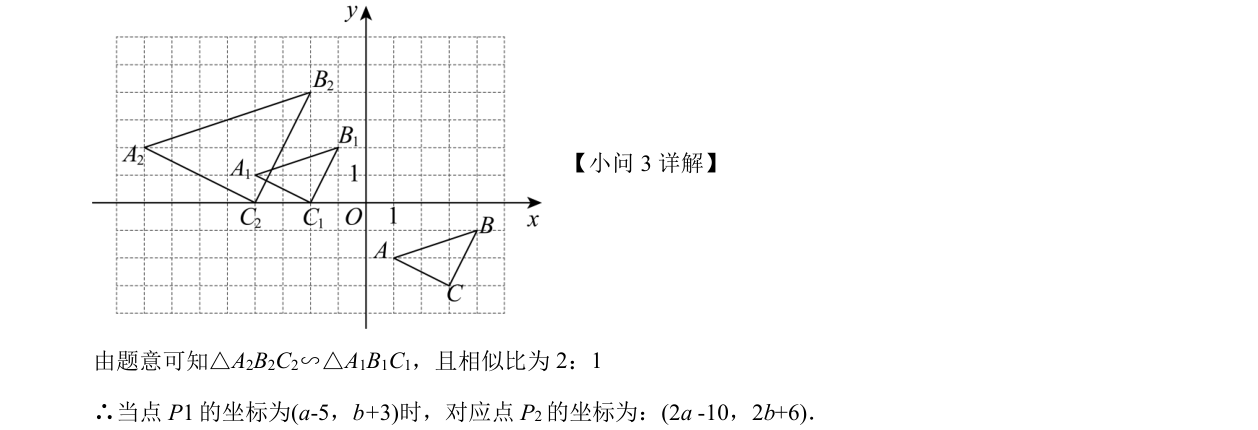 y
B₂
B₁
A₂
A₁
1
【小问 3 详解】
C₂
C₁
O
1
x
B
A
C
由题意可知△A₂B₂C₂∽△A₁B₁C₁，且相似比为 2：1
∴当点 P1 的坐标为(a-5，b+3)时，对应点 P₂ 的坐标为：(2a -10，2b+6)．